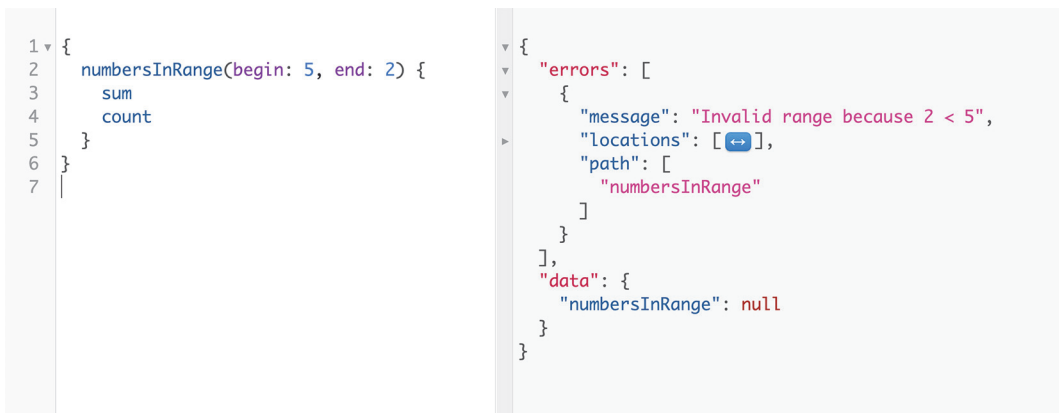 1 {
2 numbersInRange(begin: 5, end: 2) {
3 sum
4 count
5 }
6 }
7
{
"errors": [
{
"message": "Invalid range because 2 < 5",
"locations": [↔],
"path": [
"numbersInRange"
]
}
],
"data": {
"numbersInRange": null
}
}